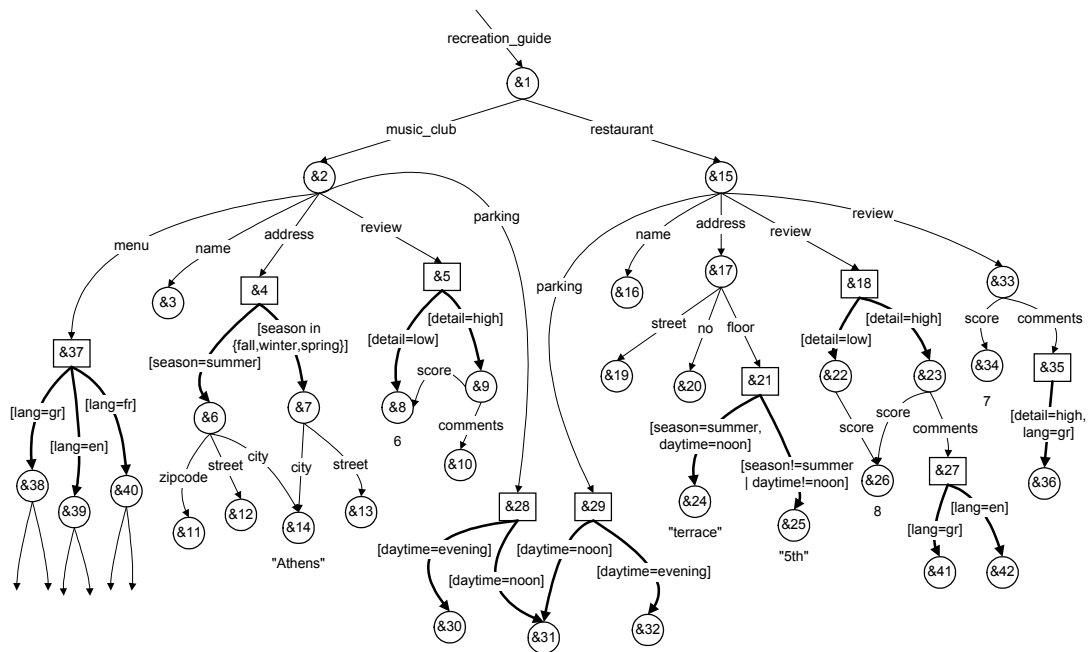 recreation_guide
&1
music_club
restaurant
&2
&15
menu
name
address
review
parking
parking
name
address
review
review
&3
&4
&5
&16
&17
&18
&33
[season=summer]
[season in
{fall,winter,spring}]
[detail=low]
[detail=high]
street
no
floor
[detail=low]
[detail=high]
score
comments
&37
&6
&7
&8
6
score
&9
comments
&10
&19
&20
&21
&22
&23
&34
7
&35
[lang=gr]
[lang=en]
[lang=fr]
zipcode
street
city
city
street
[season=summer,
daytime=noon]
[season!=summer
| daytime!=noon]
score
score
comments
[detail=high,
lang=gr]
&38
&39
&40
&11
&12
&14
"Athens"
&13
&28
&29
&24
"terrace"
&25
"5th"
&26
8
&27
&36
[daytime=evening]
[daytime=noon]
[daytime=noon]
[daytime=evening]
[lang=gr]
[lang=en]
&30
&31
&32
&41
&42